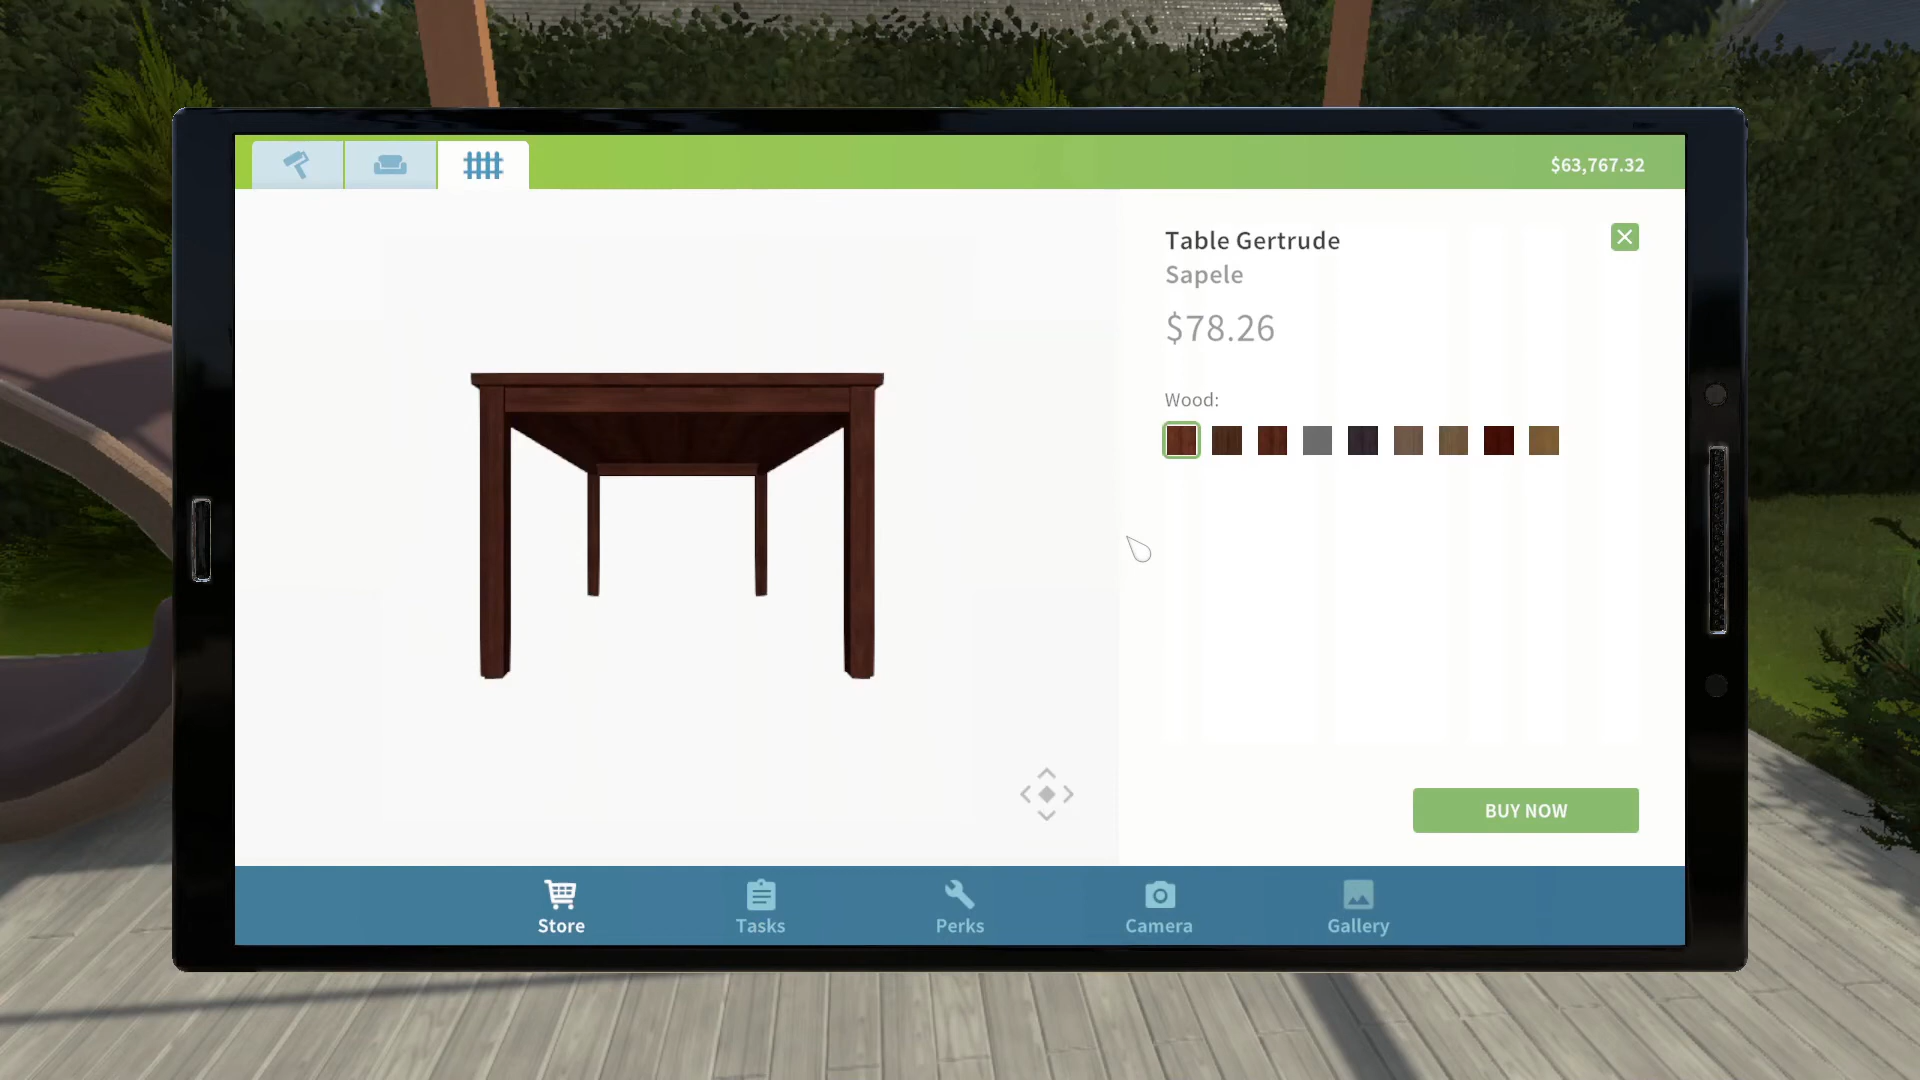 $63,767.32
Table Gertrude
Sapele
$78.26
Wood:
BUY NOW
Store
Tasks
Perks
Camera
Gallery